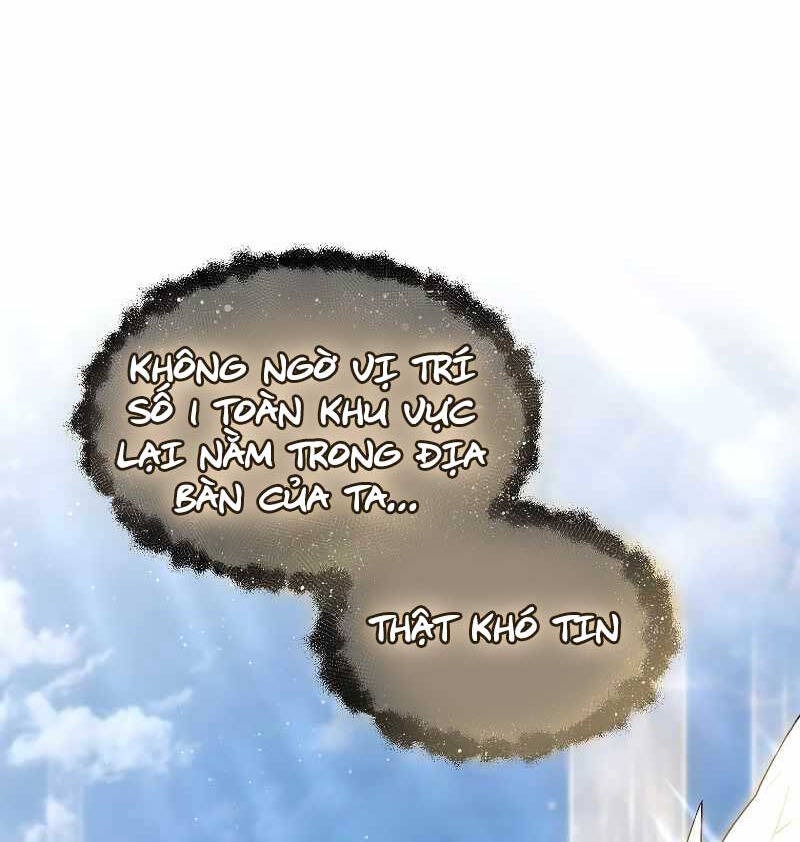 KHÔNG NGỜ VỊ TRÍ
SỐ 1 TOÀN KHU VỰC
LẠI NẰM TRONG ĐỊA
BÀN CỦA TA...
THẬT KHÓ TIN